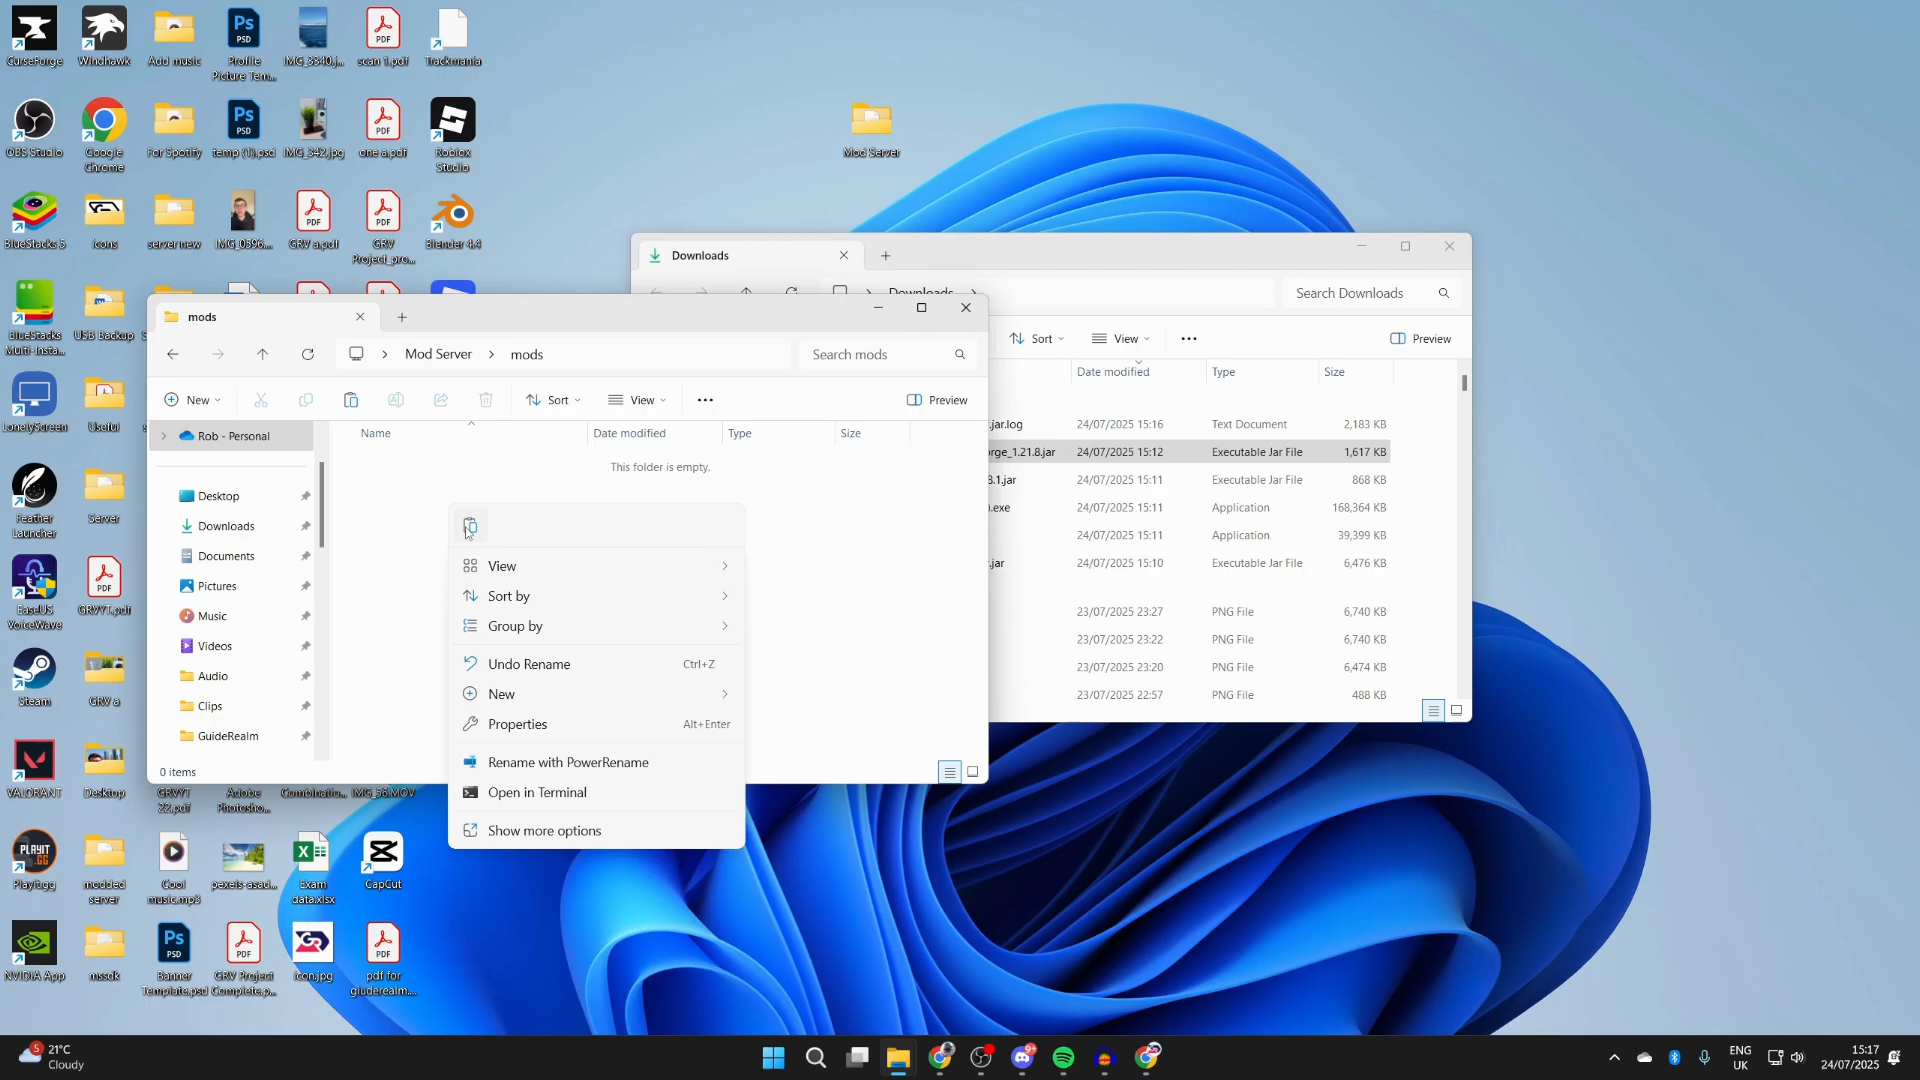 CurseForge
Windhawk
Add music
Profile
Picture Tem...
IMG_3340.j...
scan 1.pdf
Trackmania
OBS Studio
Google
Chrome
For Spotify
temp (1).psd
IMG_342.jpg
one a.pdf
Roblox
Studio
Mod Server
BlueStacks 5
icons
server new
IMG_0596...
GRV a.pdf
GRV
Project_pro...
Blender 4.4
BlueStacks
Multi-Insta...
USB Backup
LonelyScreen
Useful
Feather
Launcher
Server
EaseUS
VoiceWave
GRVYT.pdf
Steam
GRV a
VALORANT
Desktop
GRVYT
22.pdf
Adobe
Photosho...
Combinatio...
IMG_56.MOV
Playit.gg
modded
server
Cool
music.mp3
pexels-asad...
Exam
data.xlsx
CapCut
NVIDIA App
mssdk
Banner
Template.psd
GRV Project
Complete.p...
icon.jpg
pdf for
giuderealm...
Downloads
Downloads
Search Downloads
Sort
View
Preview
Date modified
Type
Size
.jar.log
24/07/2025 15:16
Text Document
2,183 KB
orge_1.21.8.jar
24/07/2025 15:12
Executable Jar File
1,617 KB
8.1.jar
24/07/2025 15:11
Executable Jar File
868 KB
).exe
24/07/2025 15:11
Application
168,364 KB
24/07/2025 15:11
Application
39,399 KB
.jar
24/07/2025 15:10
Executable Jar File
6,476 KB
23/07/2025 23:27
PNG File
6,740 KB
23/07/2025 23:22
PNG File
6,740 KB
23/07/2025 23:20
PNG File
6,474 KB
23/07/2025 22:57
PNG File
488 KB
mods
Mod Server
mods
Search mods
New
Sort
View
Preview
Rob - Personal
Desktop
Downloads
Documents
Pictures
Music
Videos
Audio
Clips
GuideRealm
Name
Date modified
Type
Size
This folder is empty.
0 items
View
Sort by
Group by
Undo Rename
Ctrl+Z
New
Properties
Alt+Enter
Rename with PowerRename
Open in Terminal
Show more options
5
21°C
Cloudy
9+
ENG
UK
15:17
24/07/2025